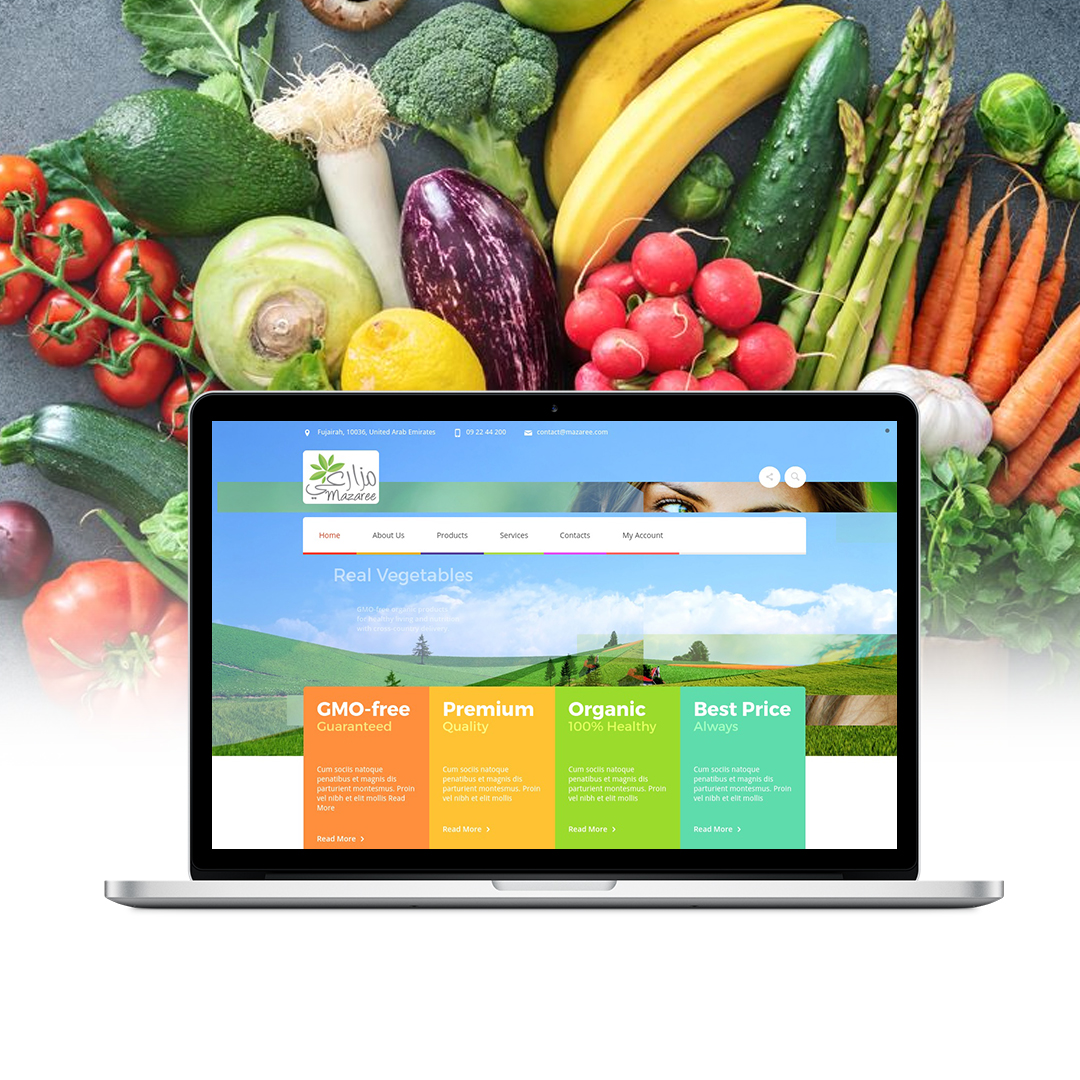 Fujairah, 10036, United Arab Emirates
09 22 44 200
contact@mazaree.com
مزارعي
Mazaree
Home
About Us
Products
Services
Contacts
My Account
Real Vegetables
GMO-free organic products
for healthy living and nutrition
GMO-free
Guaranteed
Premium
Quality
Organic
100% Healthy
Best Price
Always
Cum sociis natoque
penatibus et magnis dis
parturient montesmus. Proin
vel nibh et elit mollis Read
More
Cum sociis natoque
penatibus et magnis dis
parturient montesmus. Proin
vel nibh et elit mollis
Cum sociis natoque
penatibus et magnis dis
parturient montesmus. Proin
vel nibh et elit mollis
Cum sociis natoque
penatibus et magnis dis
parturient montesmus. Proin
vel nibh et elit mollis
Read More
Read More
Read More
Read More